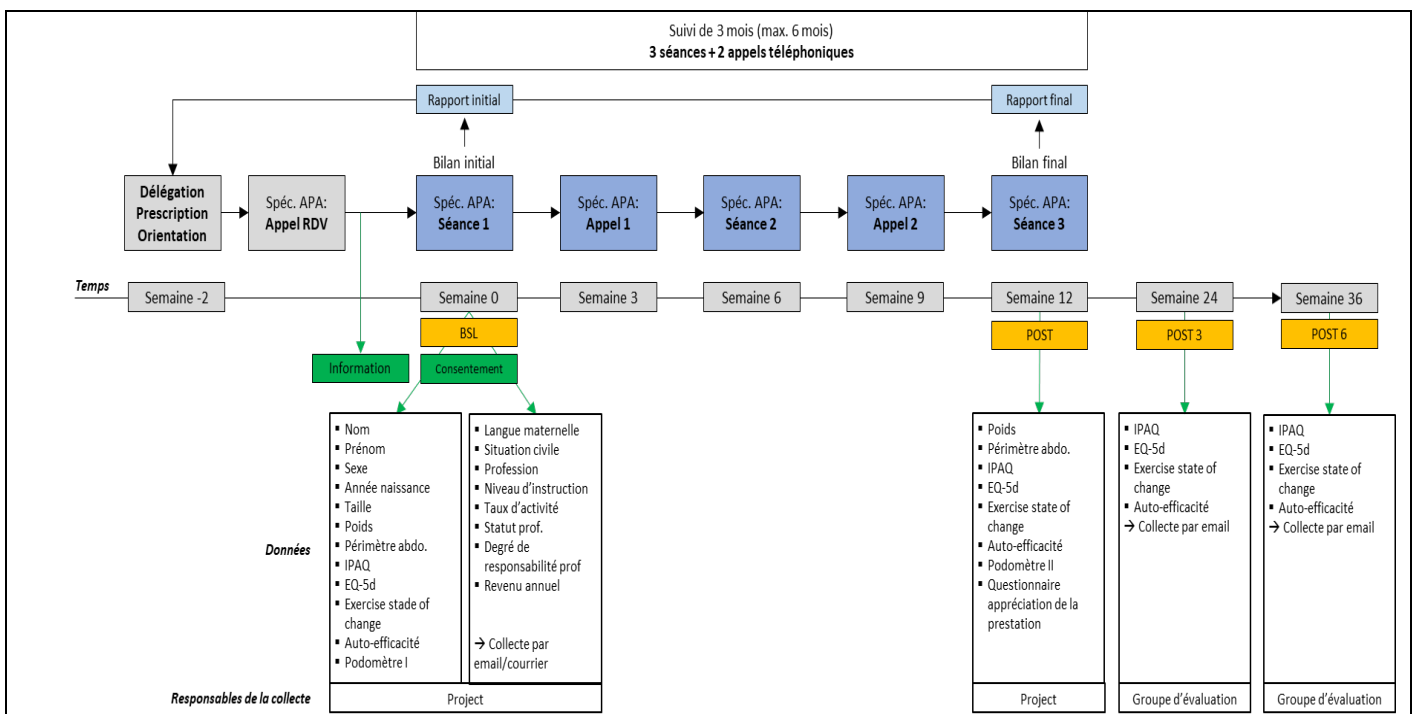 Suivi de 3 mois (max. 6 mois)
3 séances + 2 appels téléphoniques
Rapport initial
Rapport final
Bilan initial
Bilan final
Délégation
Prescription
Orientation
Spéc. APA:
Appel RDV
Spéc. APA:
Séance 1
Spéc. APA:
Appel 1
Spéc. APA:
Séance 2
Spéc. APA:
Appel 2
Spéc. APA:
Séance 3
Temps
Semaine -2
Semaine 0
Semaine 3
Semaine 6
Semaine 9
Semaine 12
Semaine 24
Semaine 36
BSL
POST
POST 3
POST 6
Information
Consentement
Données
▪ Nom
▪ Prénom
▪ Sexe
▪ Année naissance
▪ Taille
▪ Poids
▪ Périmètre abdo.
▪ IPAQ
▪ EQ-5d
▪ Exercise stade of
change
▪ Auto-efficacité
▪ Podomètre I
▪ Langue maternelle
▪ Situation civile
▪ Profession
▪ Niveau d'instruction
▪ Taux d'activité
▪ Statut prof.
▪ Degré de
responsabilité prof
▪ Revenu annuel
→ Collecte par
email/courrier
▪ Poids
▪ Périmètre abdo.
▪ IPAQ
▪ EQ-5d
▪ Exercise state of
change
▪ Auto-efficacité
▪ Podomètre II
▪ Questionnaire
appréciation de la
prestation
▪ IPAQ
▪ EQ-5d
▪ Exercise state of
change
▪ Auto-efficacité
→ Collecte par email
▪ IPAQ
▪ EQ-5d
▪ Exercise state of
change
▪ Auto-efficacité
→ Collecte par email
Responsables de la collecte
Project
Project
Groupe d'évaluation
Groupe d'évaluation